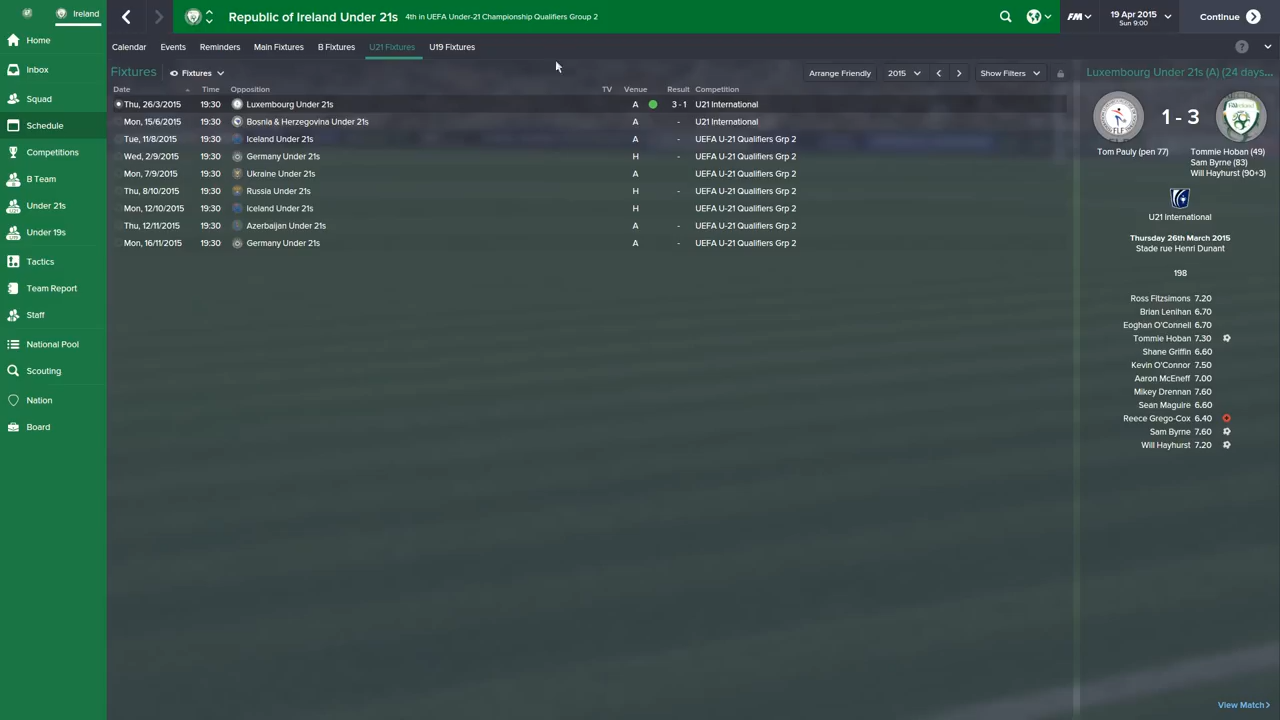 Ireland
Republic of Ireland Under 21s
4th in UEFA Under-21 Championship Qualifiers Group 2
FM
19 Apr 2015
Sun 9:00
Continue
Home
Inbox
Squad
Schedule
Competitions
B Team
Under 21s
Under 19s
Tactics
Team Report
Staff
National Pool
Scouting
Nation
Board
Calendar Events Reminders Main Fixtures B Fixtures U21 Fixtures U19 Fixtures
?
Fixtures Fixtures Arrange Friendly 2015 Show Filters
Date Time Opposition TV Venue Result Competition
Thu, 26/3/2015 19:30 Luxembourg Under 21s A 3 - 1 U21 International
Mon, 15/6/2015 19:30 Bosnia & Herzegovina Under 21s A - U21 International
Tue, 11/8/2015 19:30 Iceland Under 21s A - UEFA U-21 Qualifiers Grp 2
Wed, 2/9/2015 19:30 Germany Under 21s H - UEFA U-21 Qualifiers Grp 2
Mon, 7/9/2015 19:30 Ukraine Under 21s A - UEFA U-21 Qualifiers Grp 2
Thu, 8/10/2015 19:30 Russia Under 21s H - UEFA U-21 Qualifiers Grp 2
Mon, 12/10/2015 19:30 Iceland Under 21s H - UEFA U-21 Qualifiers Grp 2
Thu, 12/11/2015 19:30 Azerbaijan Under 21s A - UEFA U-21 Qualifiers Grp 2
Mon, 16/11/2015 19:30 Germany Under 21s A - UEFA U-21 Qualifiers Grp 2
Luxembourg Under 21s (A) (24 days...
1 - 3
Tom Pauly (pen 77)
Tommie Hoban (49)
Sam Byrne (83)
Will Hayhurst (90+3)
U21 International
Thursday 26th March 2015
Stade rue Henri Dunant
198
Ross Fitzsimons 7.20
Brian Lenihan 6.70
Eoghan O'Connell 6.70
Tommie Hoban 7.30
Shane Griffin 6.60
Kevin O'Connor 7.50
Aaron McEneff 7.00
Mikey Drennan 7.60
Sean Maguire 6.60
Reece Grego-Cox 6.40
Sam Byrne 7.60
Will Hayhurst 7.20
View Match >